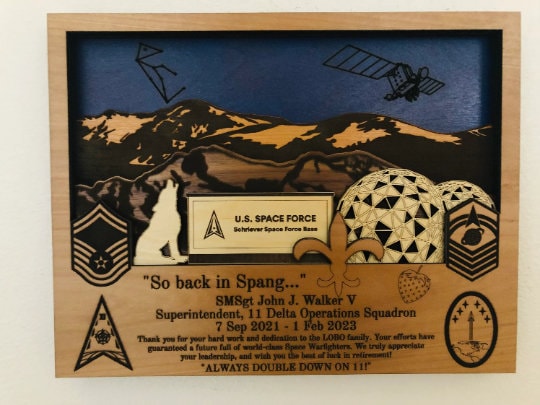 U.S. SPACE FORCE
Schriever Space Force Base
"So back in Spang..."
SMSgt John J. Walker V
Superintendent, 11 Delta Operations Squadron
7 Sep 2021 - 1 Feb 2023
Thank you for your hard work and dedication to the LOBO family. Your efforts have
guaranteed a future full of world-class Space Warfighters. We truly appreciate
your leadership, and wish you the best of luck in retirement!
"ALWAYS DOUBLE DOWN ON 11!"